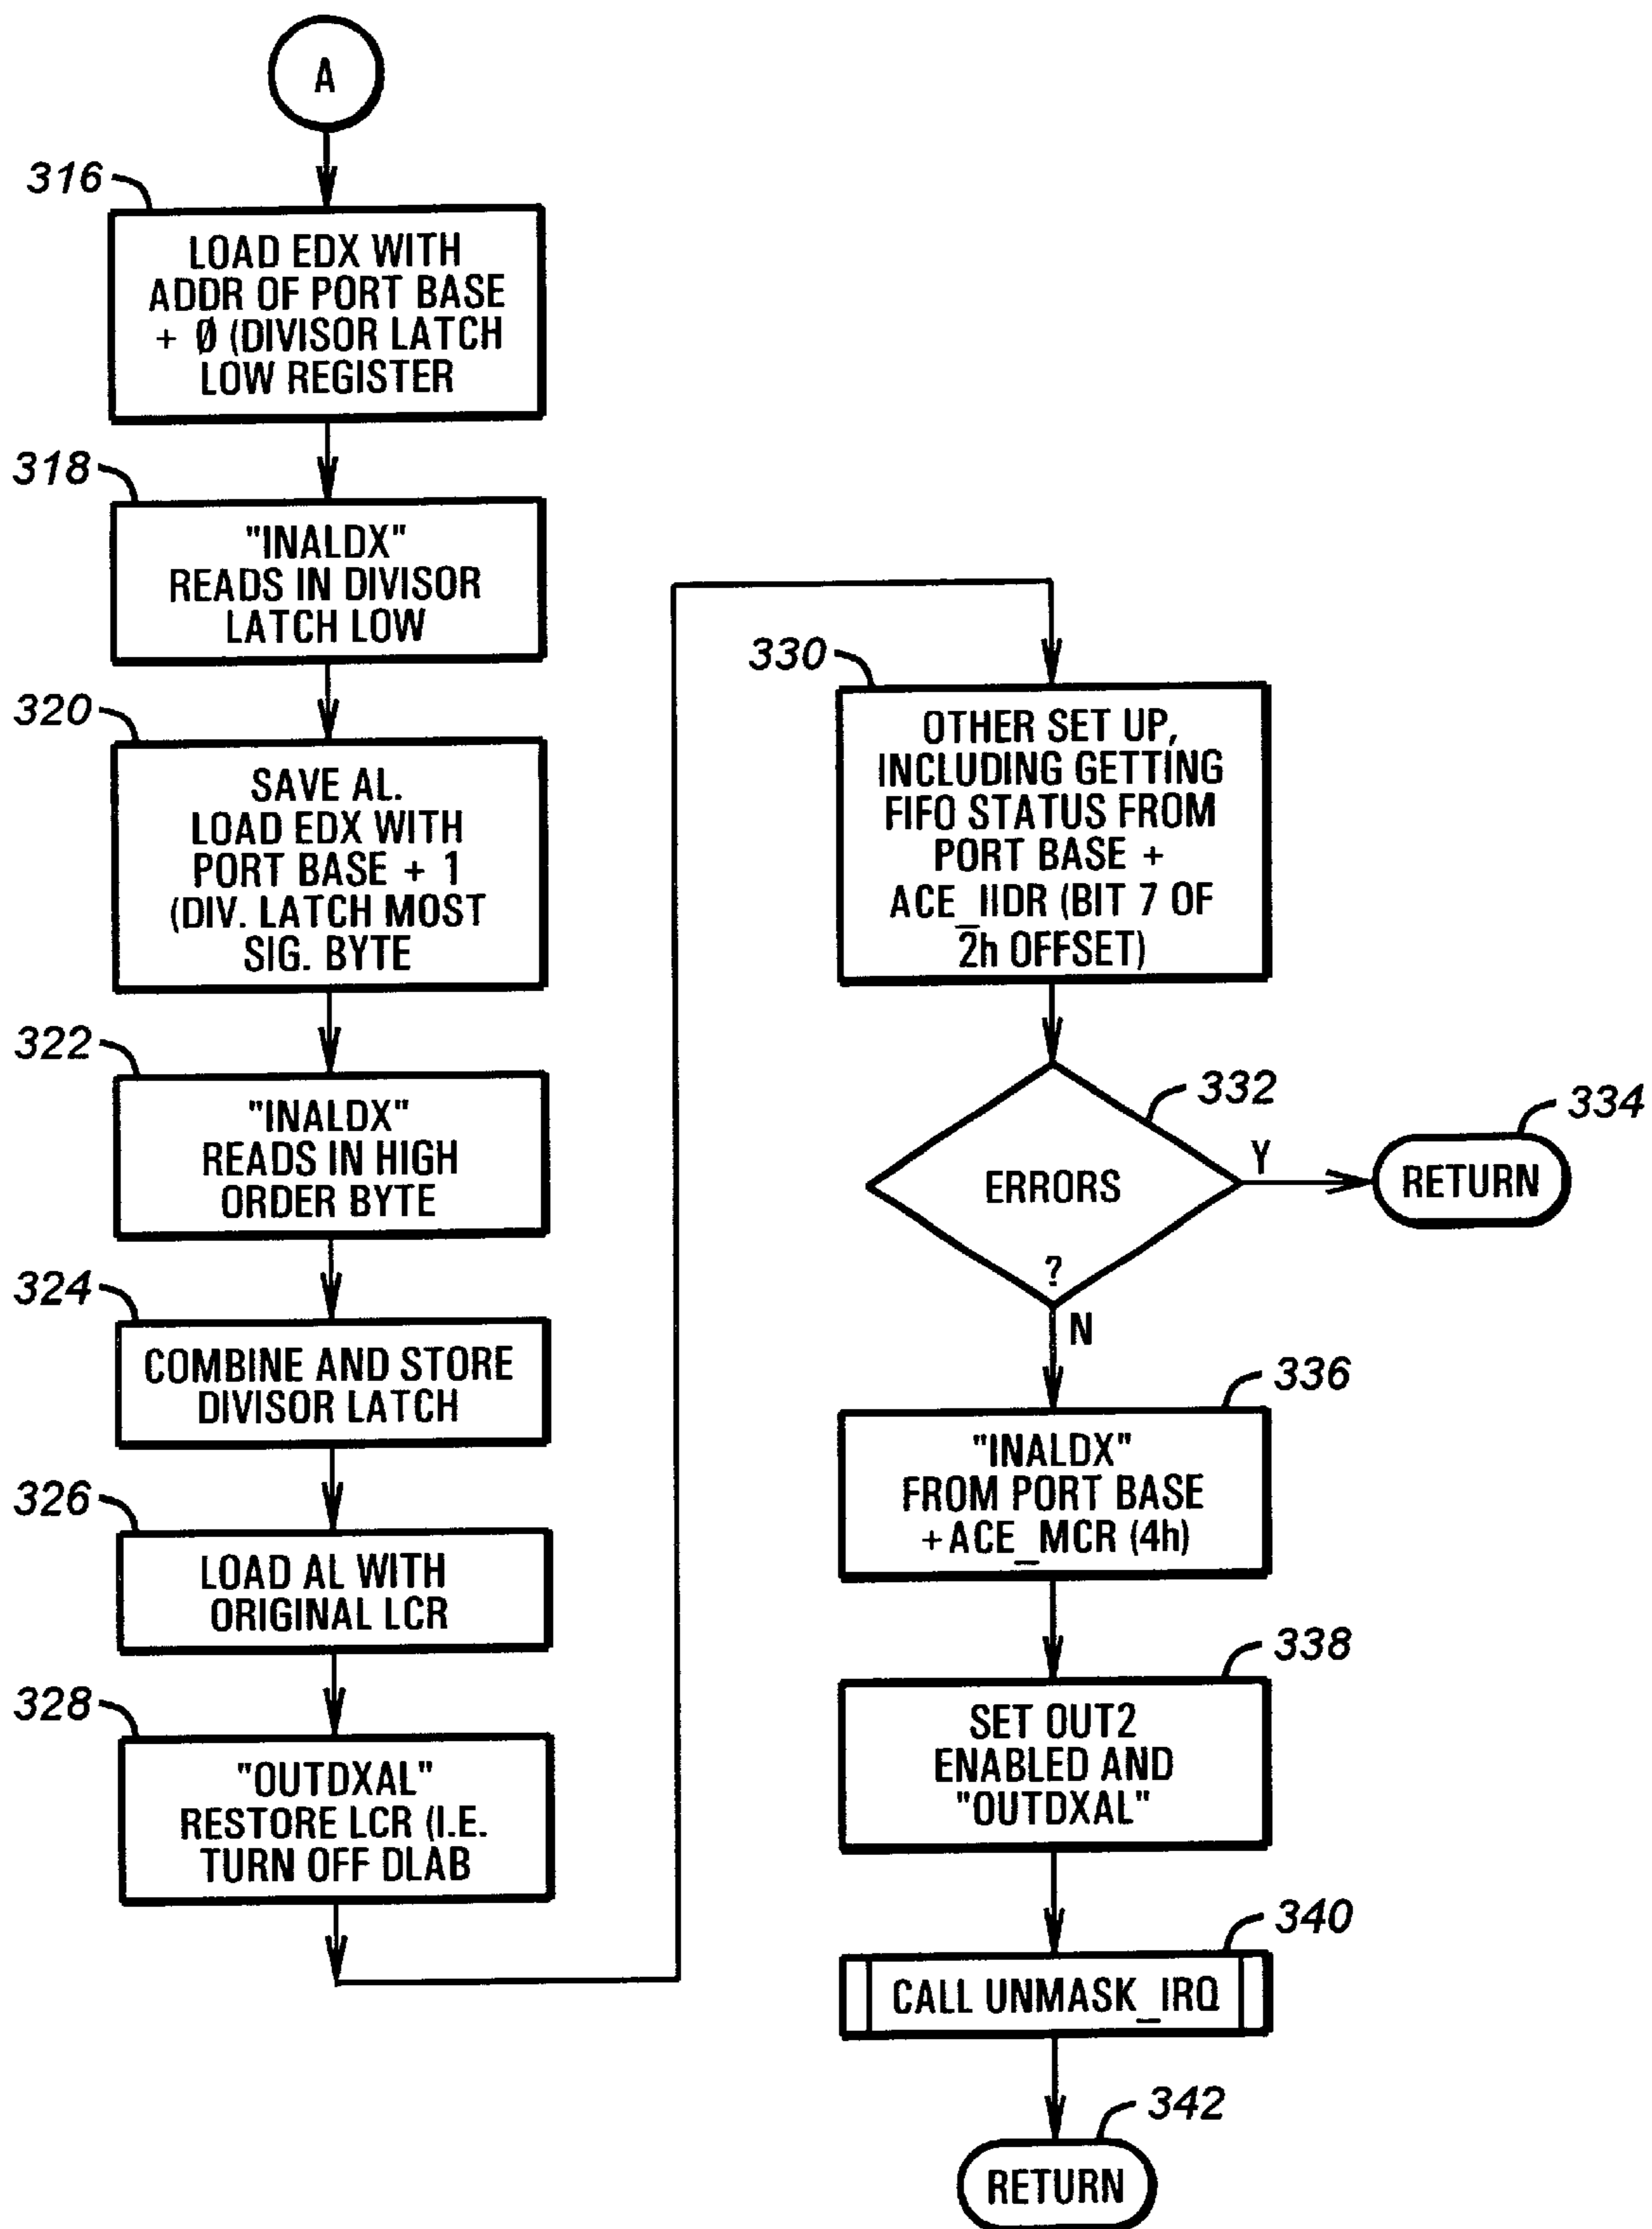 A
316
LOAD EDX WITH
ADDR OF PORT BASE
+ Ø (DIVISOR LATCH
LOW REGISTER
318
"INALDX"
READS IN DIVISOR
LATCH LOW
320
SAVE AL.
LOAD EDX WITH
PORT BASE + 1
(DIV. LATCH MOST
SIG. BYTE
322
"INALDX"
READS IN HIGH
ORDER BYTE
324
COMBINE AND STORE
DIVISOR LATCH
326
LOAD AL WITH
ORIGINAL LCR
328
"OUTDXAL"
RESTORE LCR (I.E.
TURN OFF DLAB
330
OTHER SET UP,
INCLUDING GETTING
FIFO STATUS FROM
PORT BASE +
ACE_IIDR (BIT 7 OF
2h OFFSET)
332
ERRORS
?
Y
334
RETURN
N
336
"INALDX"
FROM PORT BASE
+ACE_MCR (4h)
338
SET OUT2
ENABLED AND
"OUTDXAL"
340
CALL UNMASK_IRQ
342
RETURN